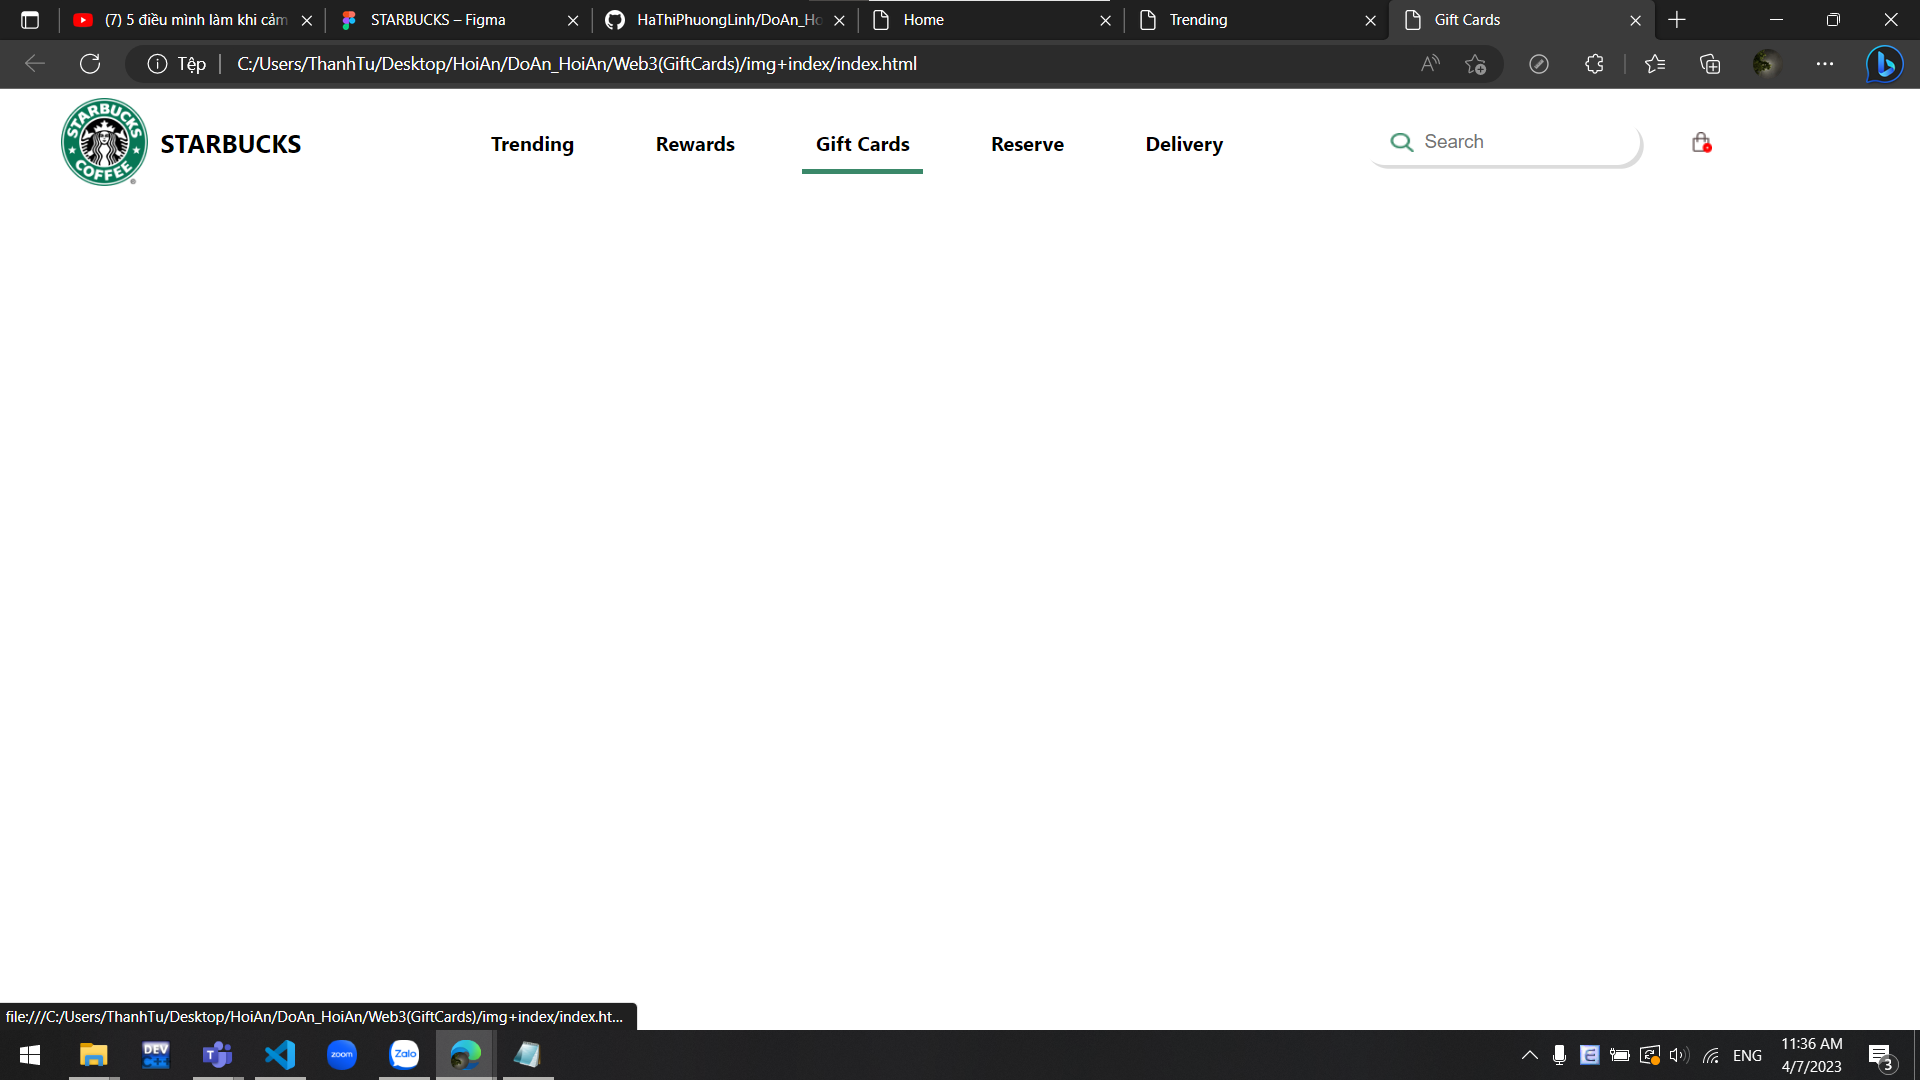 (7) 5 điều mình làm khi cảm
STARBUCKS – Figma
HaThiPhuongLinh/DoAn_Ho
Home
Trending
Gift Cards
Tệp
C:/Users/ThanhTu/Desktop/HoiAn/DoAn_HoiAn/Web3(GiftCards)/img+index/index.html
STARBUCKS
COFFEE
STARBUCKS
Trending
Rewards
Gift Cards
Reserve
Delivery
Search
file:///C:/Users/ThanhTu/Desktop/HoiAn/DoAn_HoiAn/Web3(GiftCards)/img+index/index.ht...
DEV
C++
T
zoom
Zalo
E
ENG
11:36 AM
4/7/2023
3